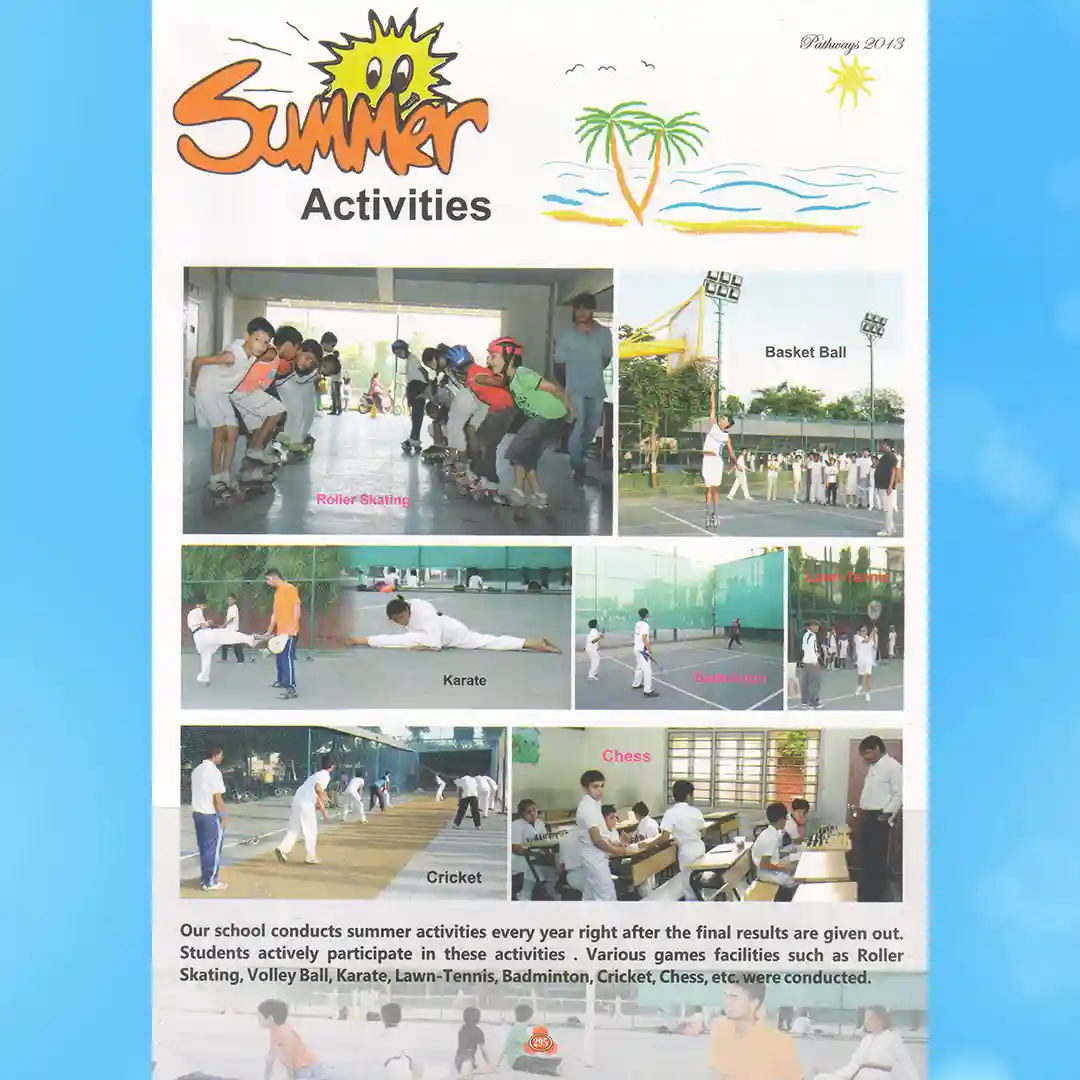 Pathways 2013
Summer
Activities
Basket Ball
Roller Skating
Karate
Badminton
Lawn-Tennis
Cricket
Chess
Our school conducts summer activities every year right after the final results are given out.
Students actively participate in these activities . Various games facilities such as Roller
Skating, Volley Ball, Karate, Lawn-Tennis, Badminton, Cricket, Chess, etc. were conducted.
295